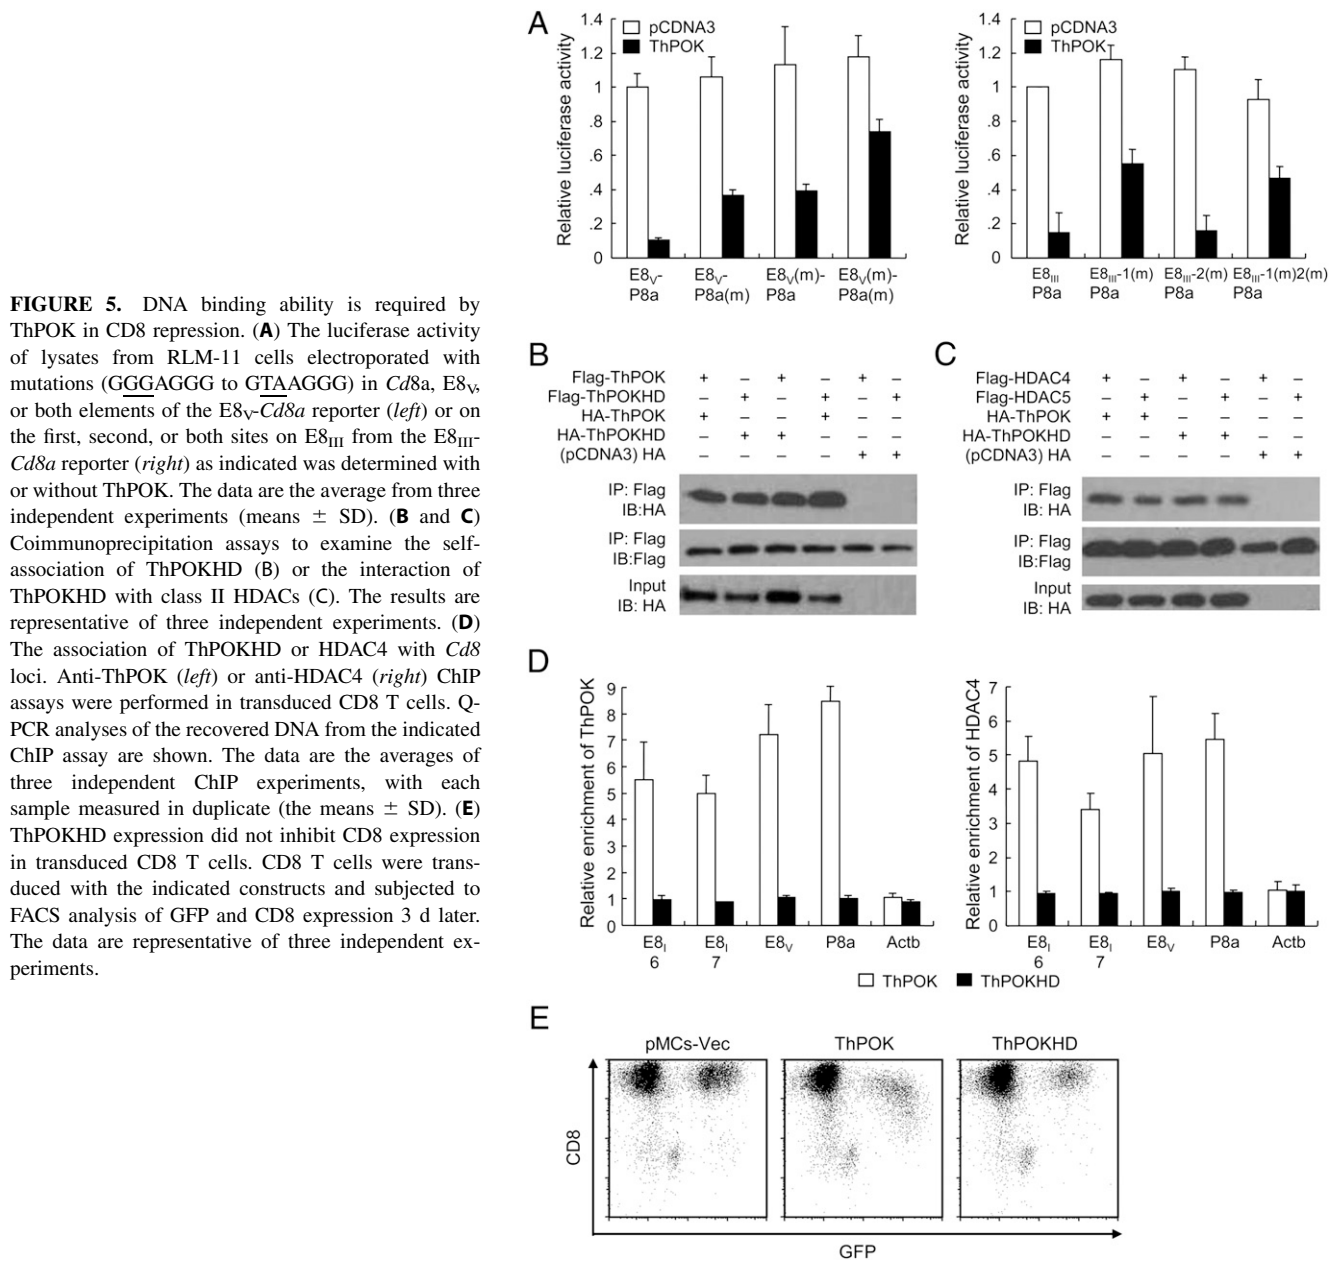 FIGURE 5. DNA binding ability is required by
ThPOK in CD8 repression. (A) The luciferase activity
of lysates from RLM-11 cells electroporated with
mutations (GGGAGGG to GTAAGGG) in Cd8a, E8V,
or both elements of the E8V-Cd8a reporter (left) or on
the first, second, or both sites on E8III from the E8III-
Cd8a reporter (right) as indicated was determined with
or without ThPOK. The data are the average from three
independent experiments (means ± SD). (B and C)
Coimmunoprecipitation assays to examine the self-
association of ThPOKHD (B) or the interaction of
ThPOKHD with class II HDACs (C). The results are
representative of three independent experiments. (D)
The association of ThPOKHD or HDAC4 with Cd8
loci. Anti-ThPOK (left) or anti-HDAC4 (right) ChIP
assays were performed in transduced CD8 T cells. Q-
PCR analyses of the recovered DNA from the indicated
ChIP assay are shown. The data are the averages of
three independent ChIP experiments, with each
sample measured in duplicate (the means ± SD). (E)
ThPOKHD expression did not inhibit CD8 expression
in transduced CD8 T cells. CD8 T cells were trans-
duced with the indicated constructs and subjected to
FACS analysis of GFP and CD8 expression 3 d later.
The data are representative of three independent ex-
periments.
A
Relative luciferase activity
1.4
1.2
1
.8
.6
.4
.2
0
pCDNA3
ThPOK
E8V- E8V- E8V(m)- E8V(m)-
P8a P8a(m) P8a P8a(m)
Relative luciferase activity
1.4
1.2
1
.8
.6
.4
.2
0
pCDNA3
ThPOK
E8III E8III-1(m) E8III-2(m) E8III-1(m)2(m)
P8a P8a P8a P8a
B
Flag-ThPOK + – + – + –
Flag-ThPOKHD – + – + – +
HA-ThPOK + – – + – –
HA-ThPOKHD – + + – – –
(pCDNA3) HA – – – – + +
IP: Flag
IB:HA
IP: Flag
IB:Flag
Input
IB: HA
C
Flag-HDAC4 + – + – + –
Flag-HDAC5 – + – + – +
HA-ThPOK + + – – – –
HA-ThPOKHD – – + + – –
(pCDNA3) HA – – – – + +
IP: Flag
IB:HA
IP: Flag
IB:Flag
Input
IB: HA
D
Relative enrichment of ThPOK
9
8
7
6
5
4
3
2
1
0
E8I E8I E8V P8a Actb
6 7
Relative enrichment of HDAC4
7
6
5
4
3
2
1
0
E8I E8I E8V P8a Actb
6 7
ThPOK ThPOKHD
E
pMCs-Vec ThPOK ThPOKHD
CD8
GFP